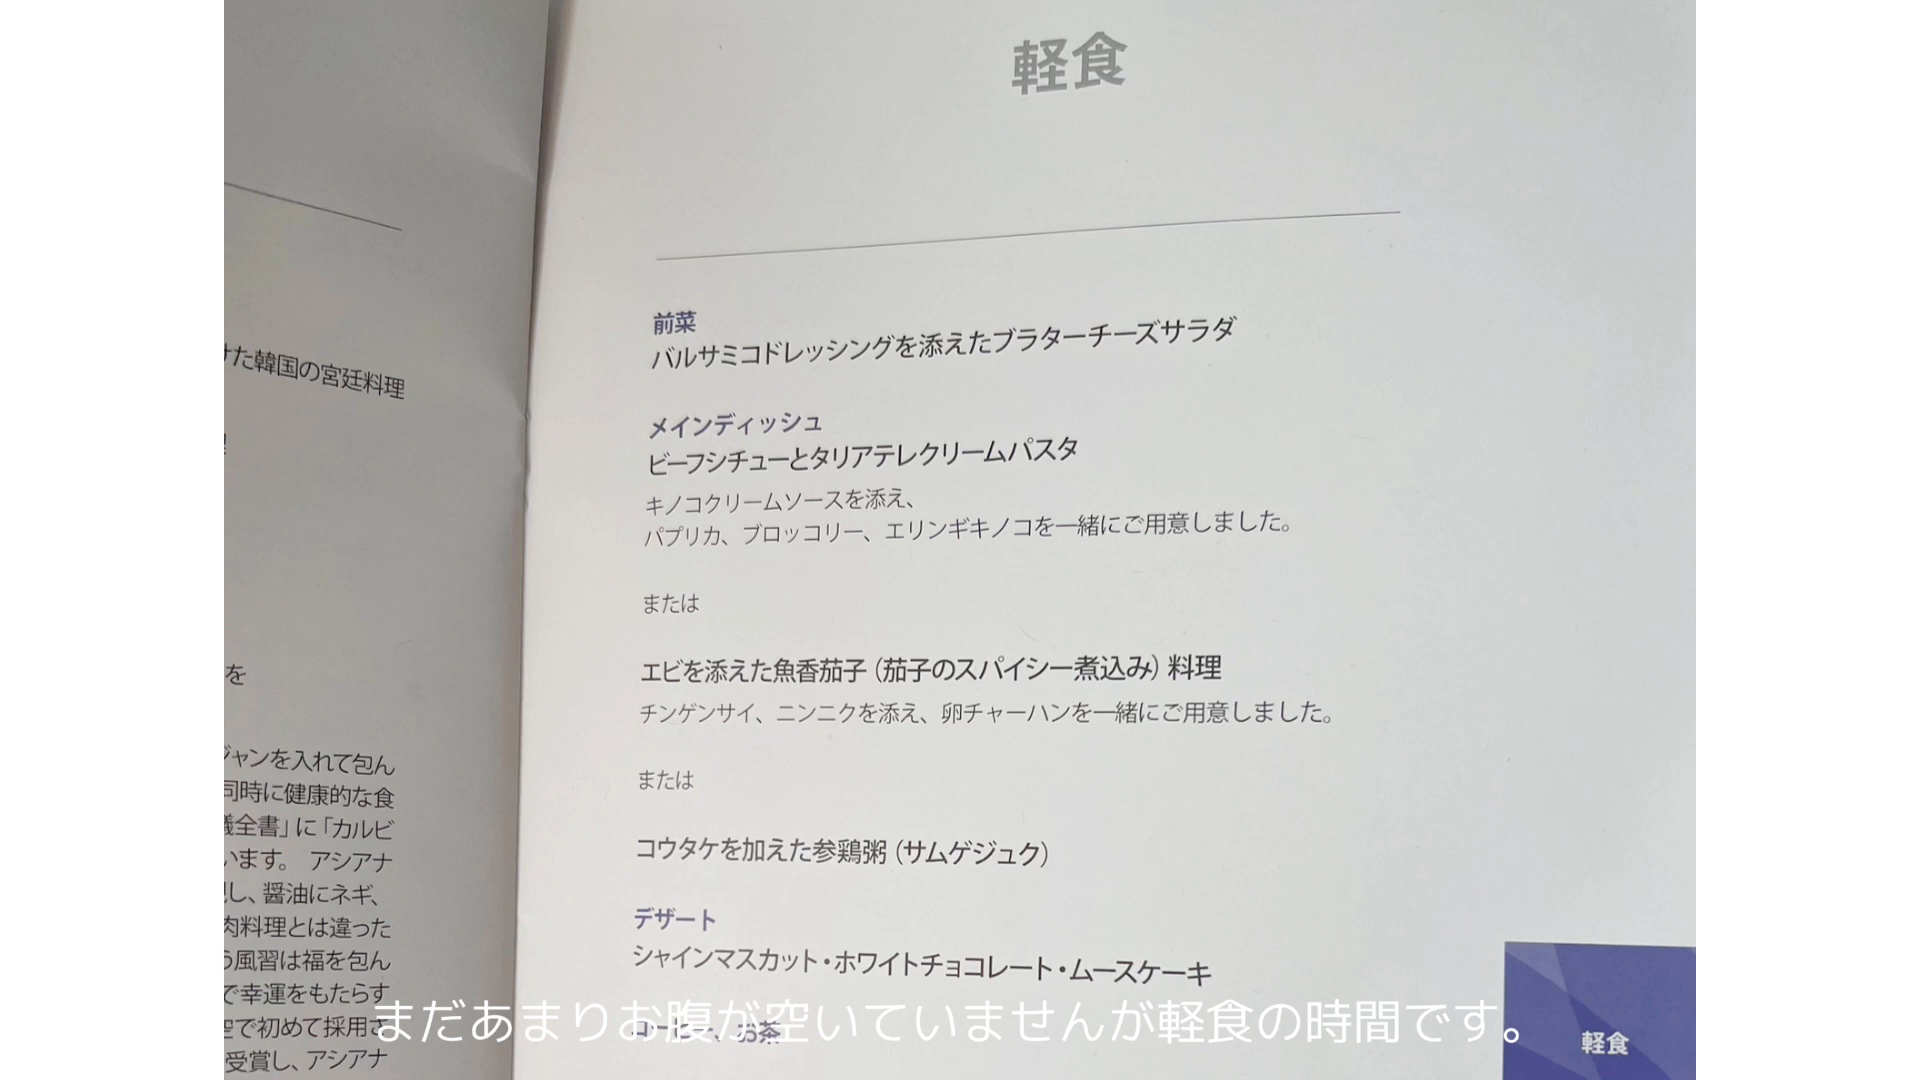 けた韓国の宮廷料理
を
ジャンを入れて包ん
同時に健康的な食
儀全書」に「カルビ
います。 アシアナ
し、醤油にネギ、
肉料理とは違った
う風習は福を包ん
で幸運をもたらす
空で初めて採用さ
受賞し、アシアナ
軽食
前菜
バルサミコドレッシングを添えたブラターチーズサラダ
メインディッシュ
ビーフシチューとタリアテレクリームパスタ
キノコクリームソースを添え、
パプリカ、ブロッコリー、エリンギキノコを一緒にご用意しました。
または
エビを添えた魚香茄子（茄子のスパイシー煮込み）料理
チンゲンサイ、ニンニクを添え、卵チャーハンを一緒にご用意しました。
または
コウタケを加えた参鶏粥（サムゲジュク）
デザート
シャインマスカット・ホワイトチョコレート・ムースケーキ
コーヒー、お茶
軽食
まだあまりお腹が空いていませんが軽食の時間です。